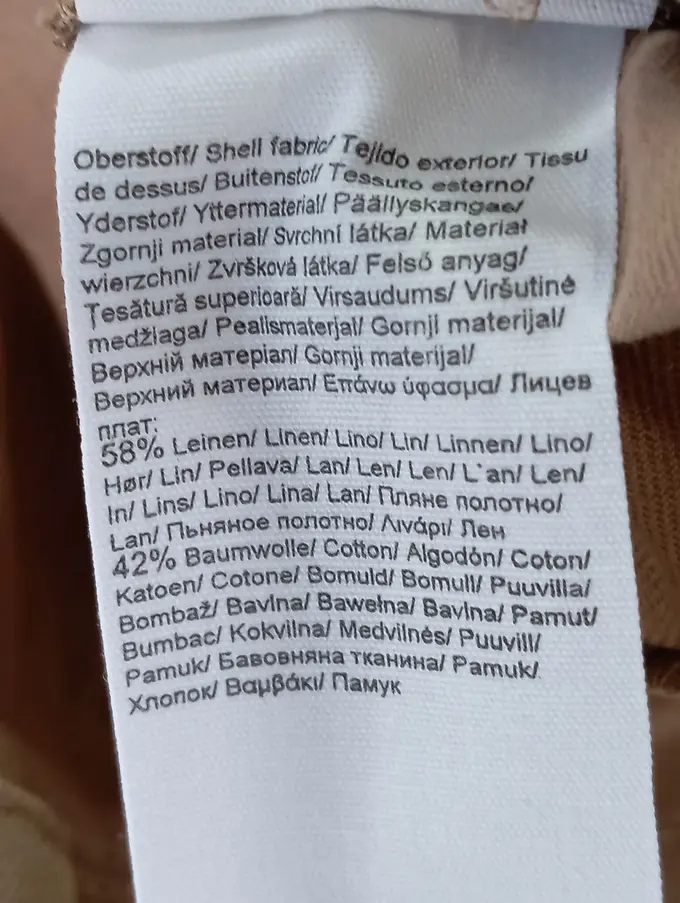 Oberstoff/ Shell fabric/ Tejido exterior/ Tissu
de dessus/ Buitenstof/ Tessuto esterno/
Yderstof/ Yttermaterial/ Päällyskangas/
Zgornji material/ Svrchní látka/ Materiał
wierzchni/ Zvršková látka/ Felső anyag/
Țesătură superioară/ Virsaudums/ Viršutinė
medžiaga/ Pealismaterjal/ Gornji materijal/
Верхній матеріал/ Gornji materijal/
Верхний материал/ Επάνω ύφασμα/ Лицев
плат:
58% Leinen/ Linen/ Lino/ Lin/ Linnen/ Lino/
Hør/ Lin/ Pellava/ Lan/ Len/ Len/ L'an/ Len/
In/ Lins/ Lino/ Lina/ Lan/ Пляне полотно/
Lan/ Пьняное полотно/ Λινάρι/ Лен
42% Baumwolle/ Cotton/ Algodón/ Coton/
Katoen/ Cotone/ Bomuld/ Bomull/ Puuvilla/
Bombaž/ Bavlna/ Bawełna/ Bavlna/ Pamut/
Bumbac/ Kokvilna/ Medvilnės/ Puuvill/
Pamuk/ Бавовняна тканина/ Pamuk/
Хлопок/ Βαμβάκι/ Памук